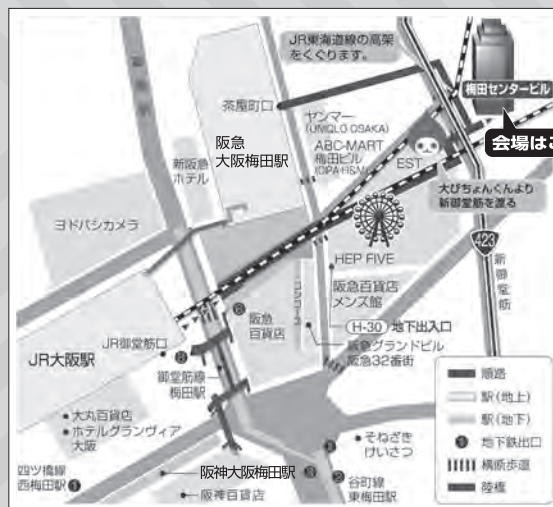 JR東海道線の高架
をくぐります。
梅田センタービル
会場はこ
茶屋町口
ヤンマー
(UNIQLO OSAKA)
阪急
大阪梅田駅
ABC-MART
梅田ビル
(OPA・H&M)
EST
新阪急
ホテル
大ぴちょんくんより
新御堂筋を渡る
ヨドバシカメラ
HEP FIVE
423
新御堂筋
コンコース
阪急百貨店
メンズ館
阪急
百貨店
H-30 地下出入口
JR大阪駅
JR御堂筋口
阪急グランドビル
阪急32番街
御堂筋線
梅田駅
順路
駅(地上)
駅(地下)
地下鉄出口
横断歩道
陸橋
大丸百貨店
ホテルグランヴィア
大阪
そねざき
けいさつ
四ツ橋線
西梅田駅
阪神大阪梅田駅
阪神百貨店
谷町線
東梅田駅